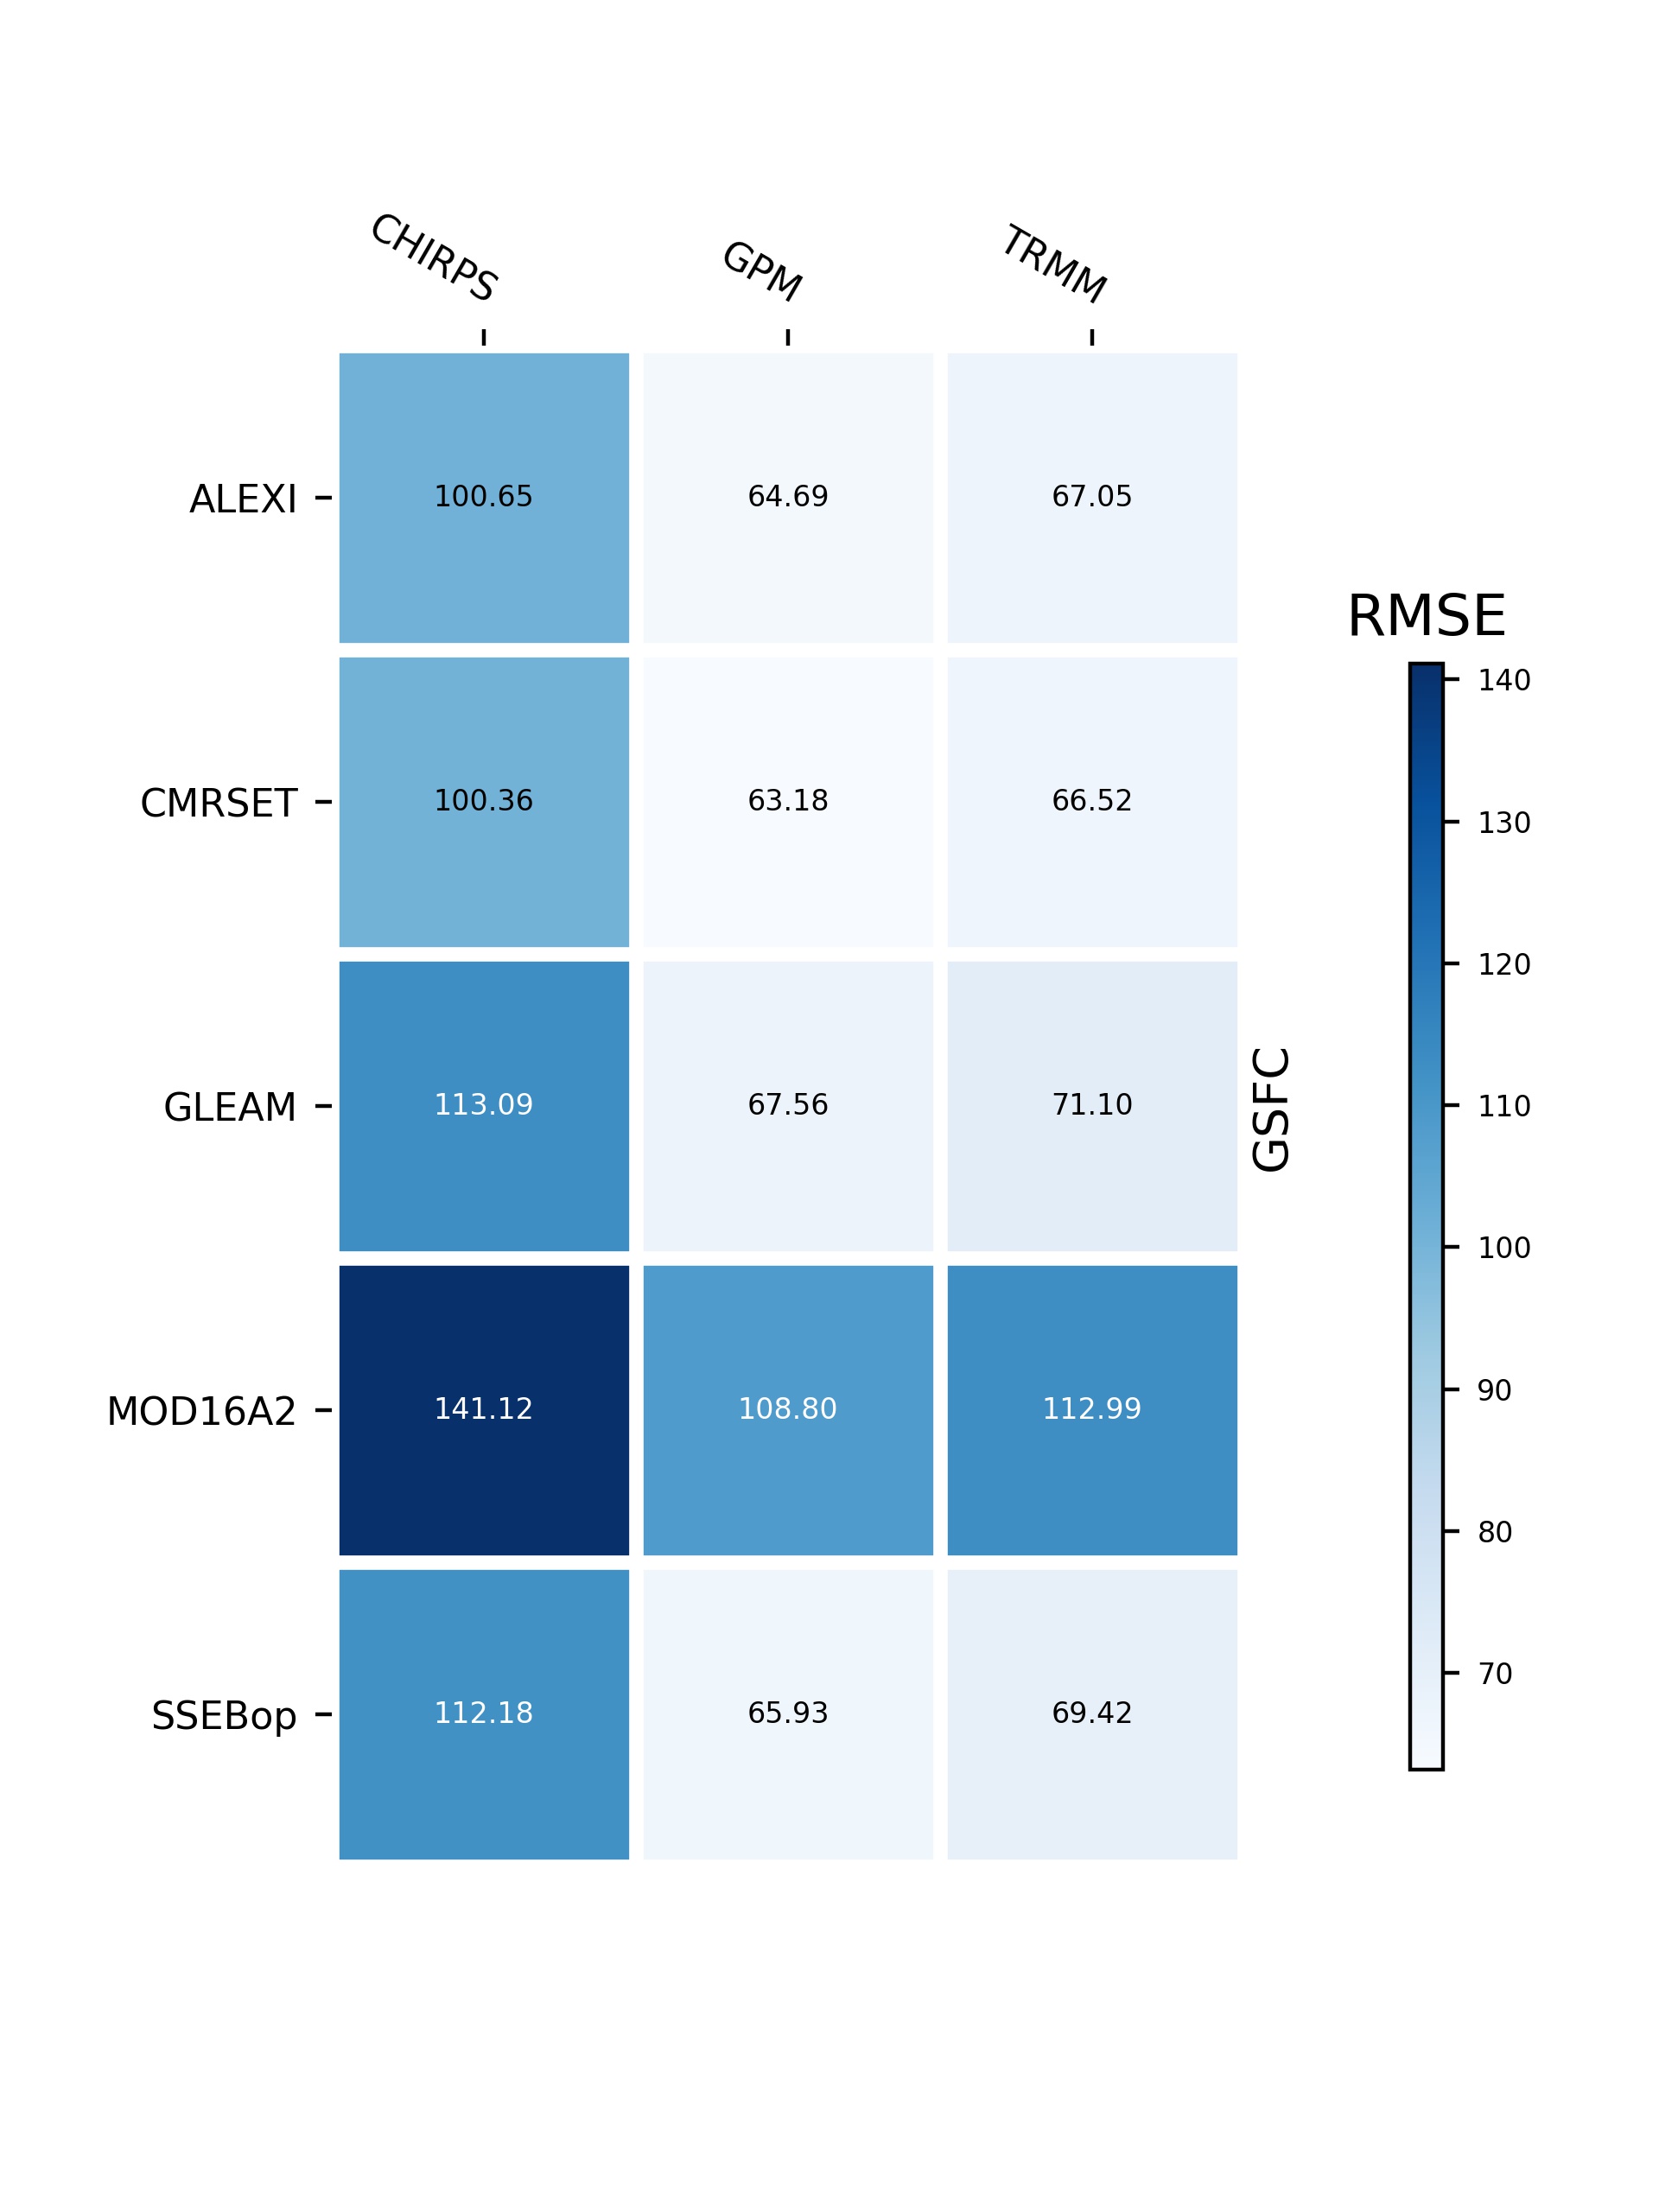 CHIRPS GPM TRMM
ALEXI 100.65 64.69 67.05
CMRSET 100.36 63.18 66.52
GLEAM 113.09 67.56 71.10
MOD16A2 141.12 108.80 112.99
SSEBop 112.18 65.93 69.42
GSFC
RMSE
140
130
120
110
100
90
80
70